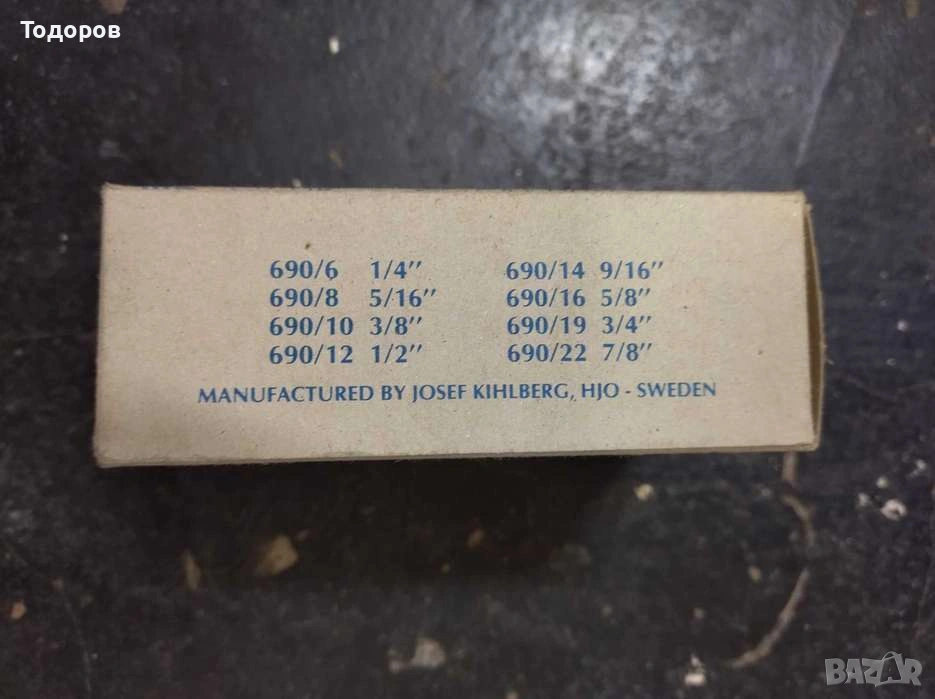 Тодоров
690/6 1/4″ 690/14 9/16″
690/8 5/16″ 690/16 5/8″
690/10 3/8″ 690/19 3/4″
690/12 1/2″ 690/22 7/8″
MANUFACTURED BY JOSEF KIHLBERG, HJO - SWEDEN
BAZAR